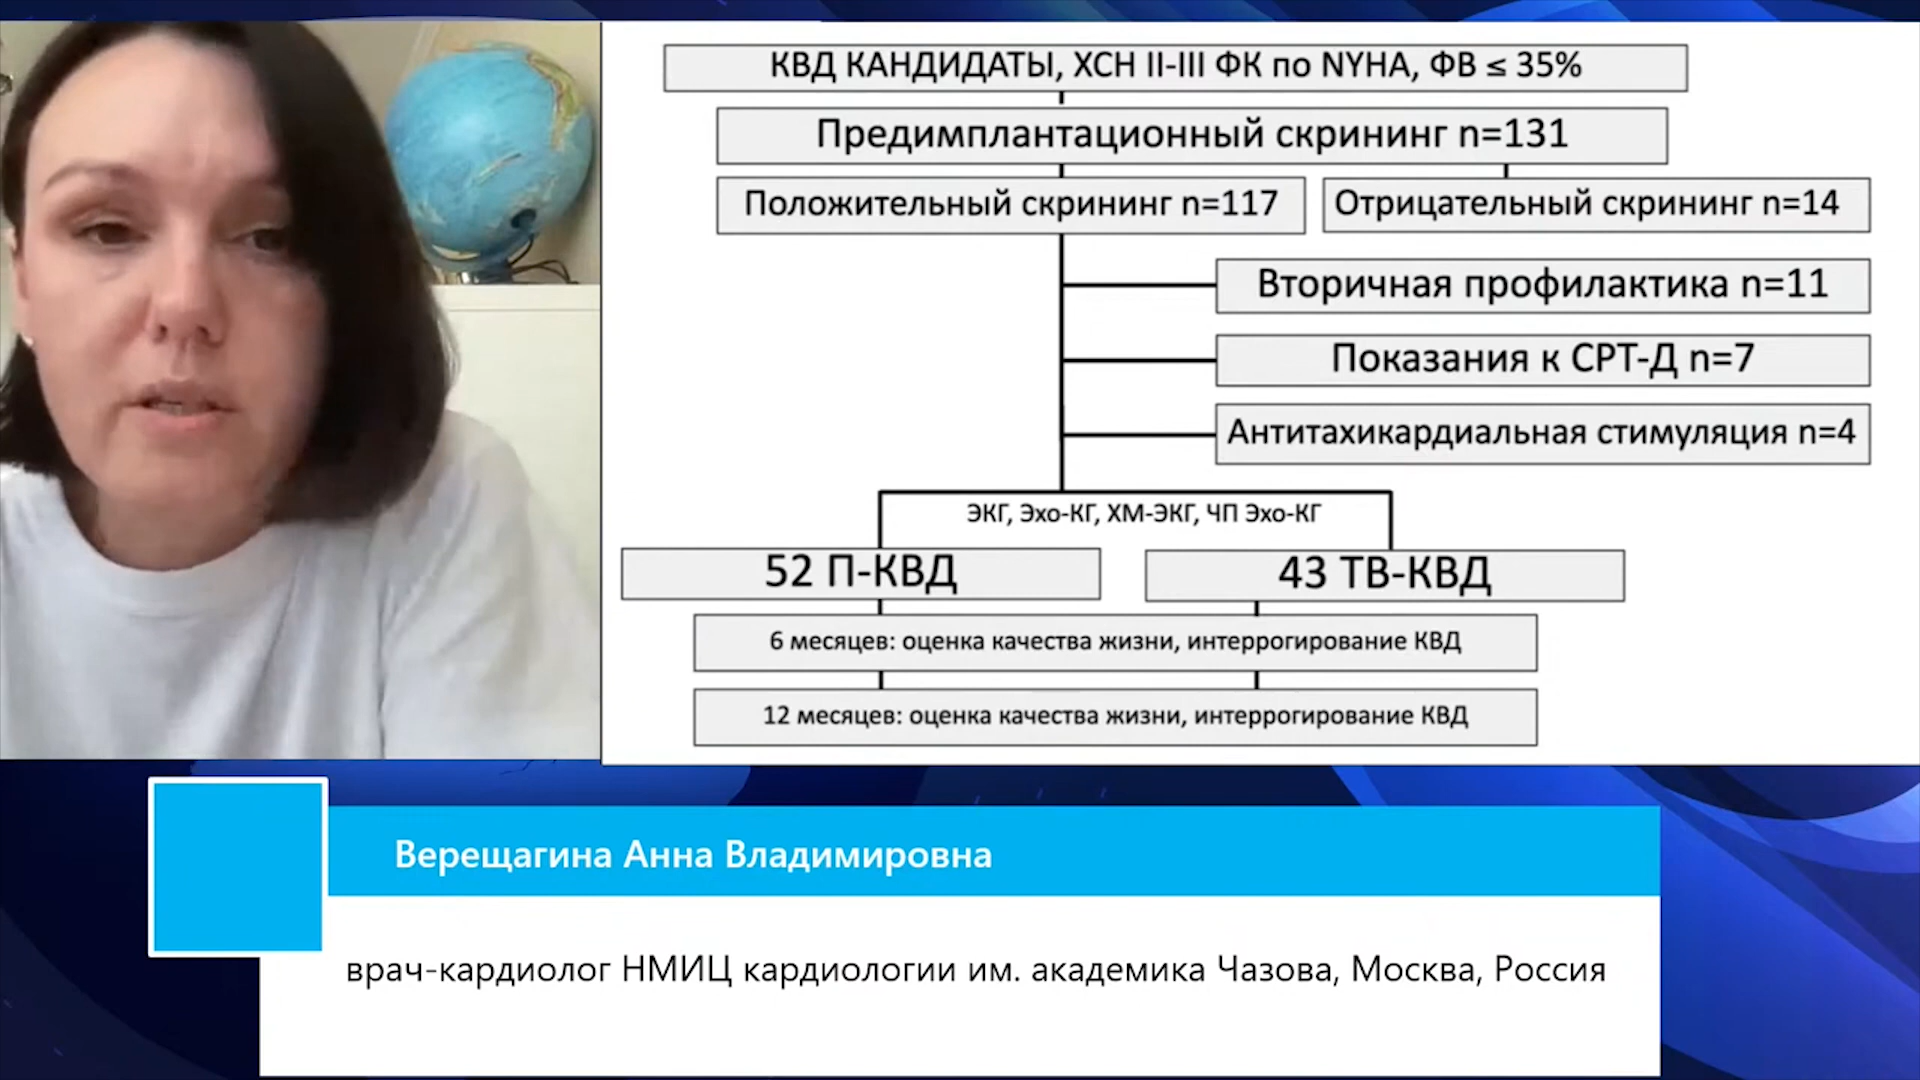 КВД КАНДИДАТЫ, ХСН II-III ФК по NYHA, ФВ ≤ 35%
Предимплантационный скрининг n=131
Положительный скрининг n=117
Отрицательный скрининг n=14
Вторичная профилактика n=11
Показания к СРТ-Д n=7
Антитахикардиальная стимуляция n=4
ЭКГ, Эхо-КГ, ХМ-ЭКГ, ЧП Эхо-КГ
52 П-КВД
43 ТВ-КВД
6 месяцев: оценка качества жизни, интеррогирование КВД
12 месяцев: оценка качества жизни, интеррогирование КВД
Верещагина Анна Владимировна
врач-кардиолог НМИЦ кардиологии им. академика Чазова, Москва, Россия